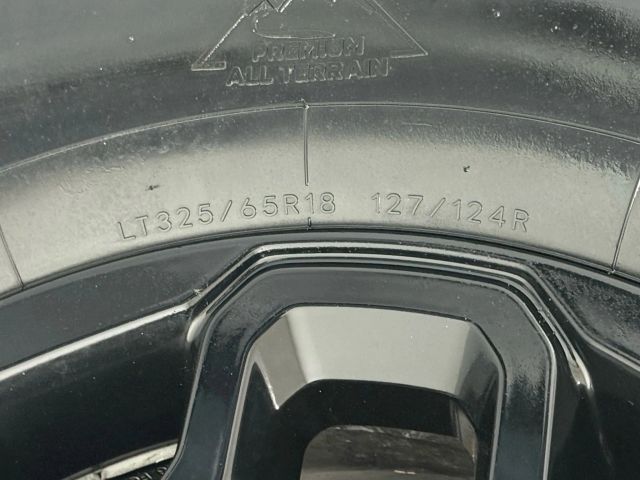 PREMIUM
ALL TERRAIN
LT325/65R18 127/124R